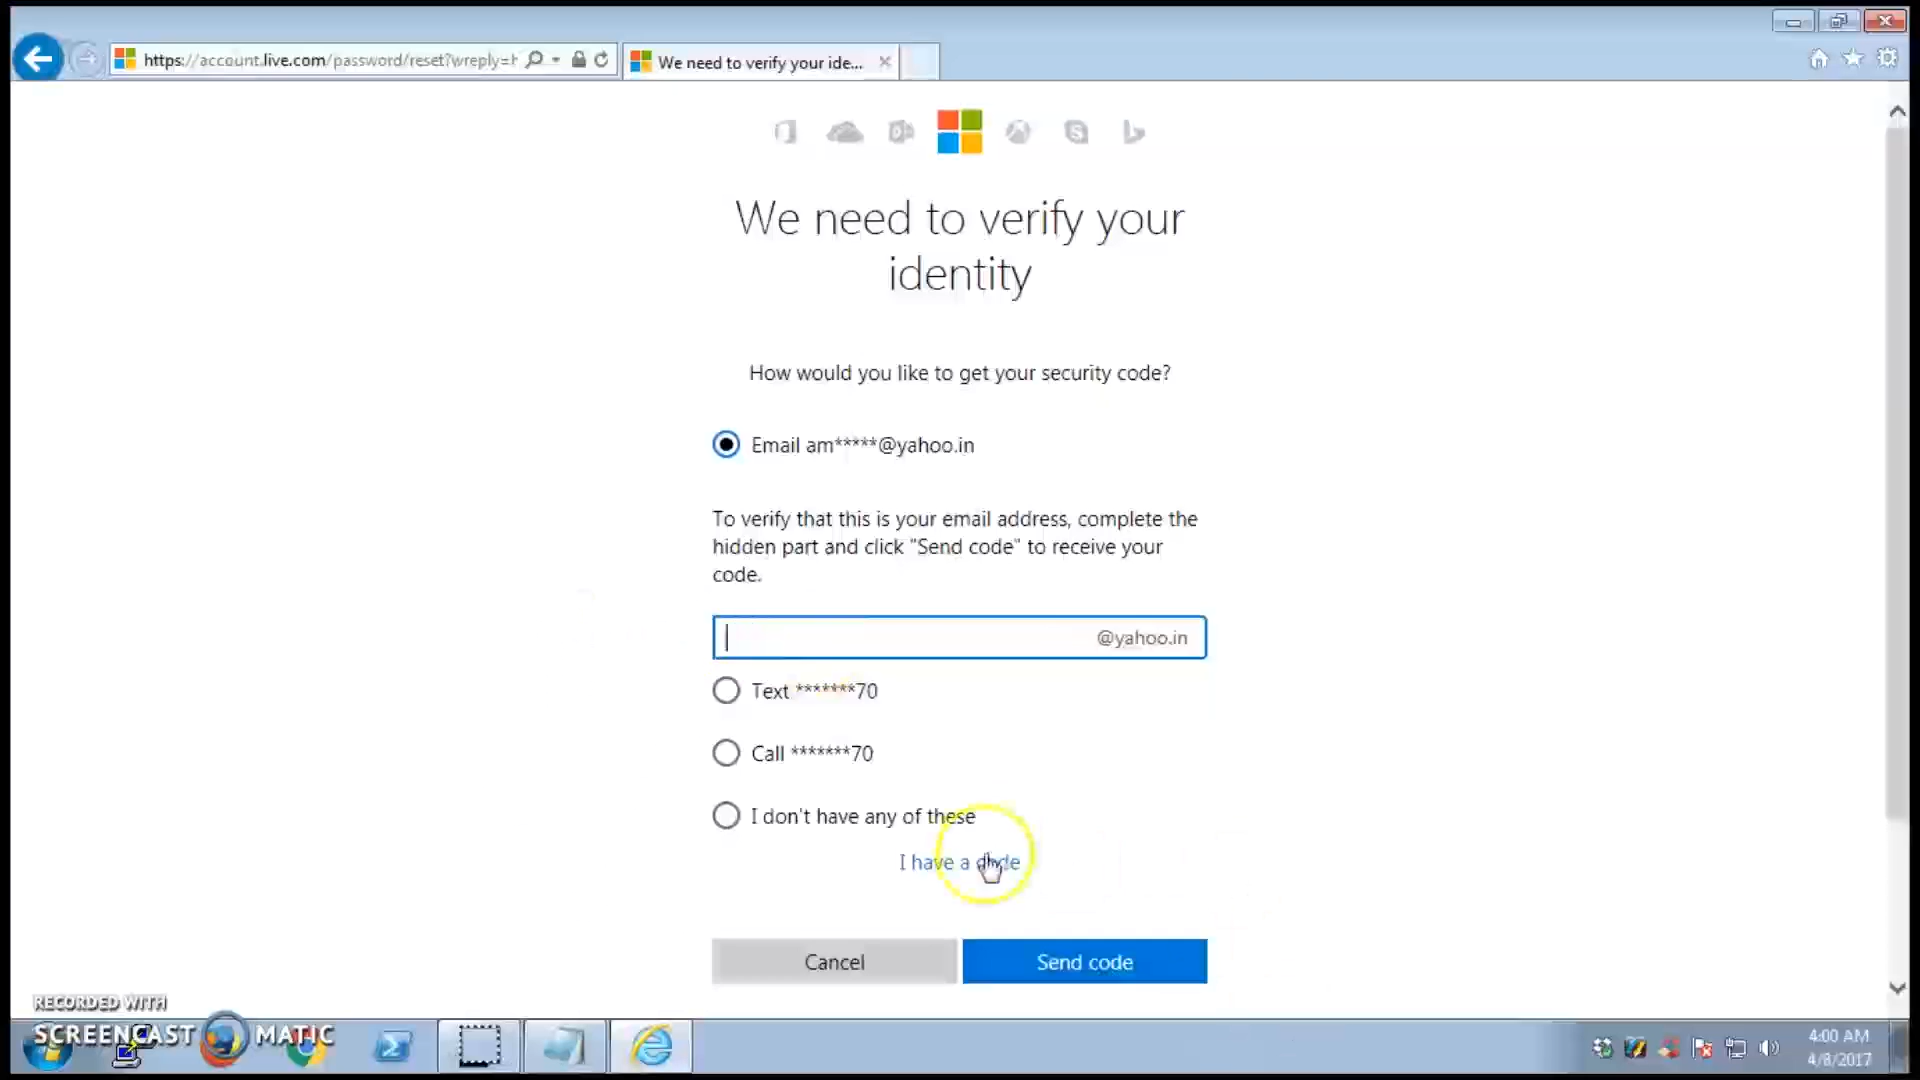 https://account.live.com/password/reset?wreply=h
We need to verify your ide...
We need to verify your
identity
How would you like to get your security code?
Email am*****@yahoo.in
To verify that this is your email address, complete the
hidden part and click "Send code" to receive your
code.
@yahoo.in
Text *******70
Call *******70
I don't have any of these
I have a code
Cancel
Send code
RECORDED WITH
SCREENCAST MATIC
4:00 AM
4/8/2017